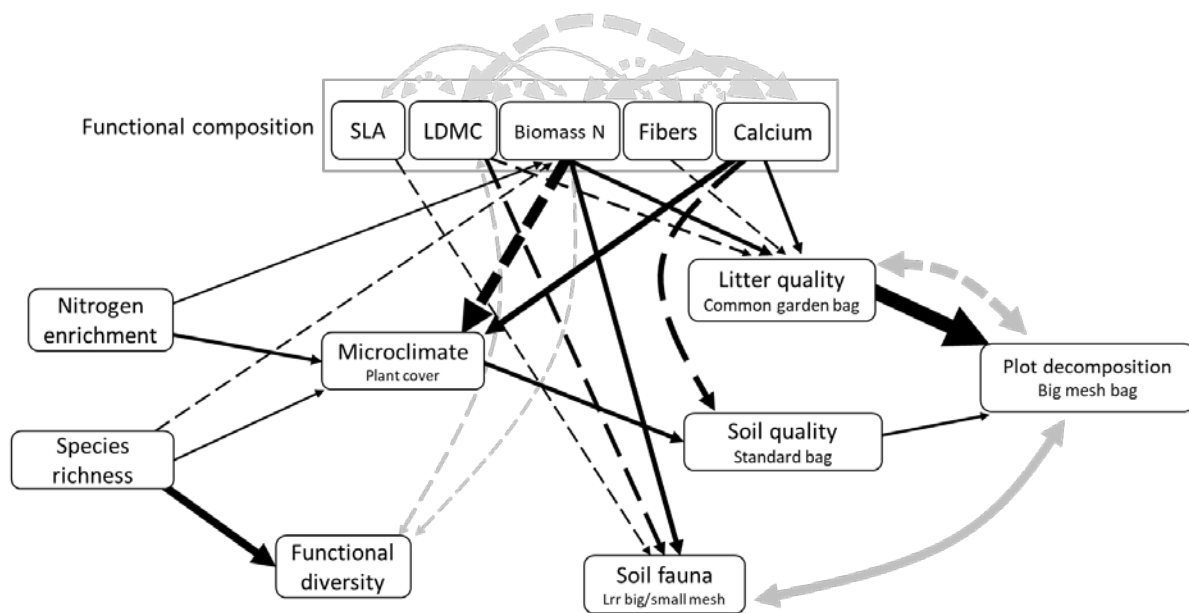 Functional composition
SLA
LDMC
Biomass N
Fibers
Calcium
Litter quality
Common garden bag
Nitrogen
enrichment
Microclimate
Plant cover
Plot decomposition
Big mesh bag
Soil quality
Standard bag
Species
richness
Functional
diversity
Soil fauna
Lrr big/small mesh